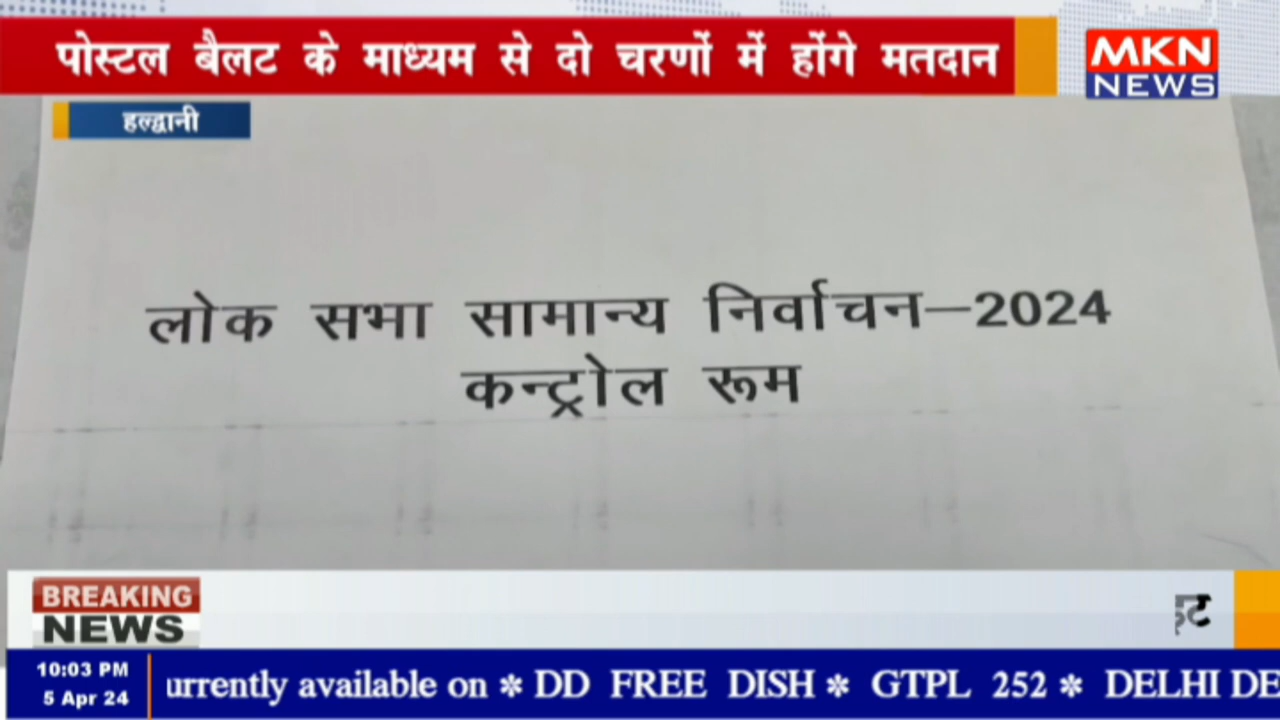 पोस्टल बैलट के माध्यम से दो चरणों में होंगे मतदान
MKN
NEWS
हल्द्वानी
लोक सभा सामान्य निर्वाचन–2024
कन्ट्रोल रूम
BREAKING
NEWS
10:03 PM
5 Apr 24
urrently available on * DD FREE DISH * GTPL 252 * DELHI DE